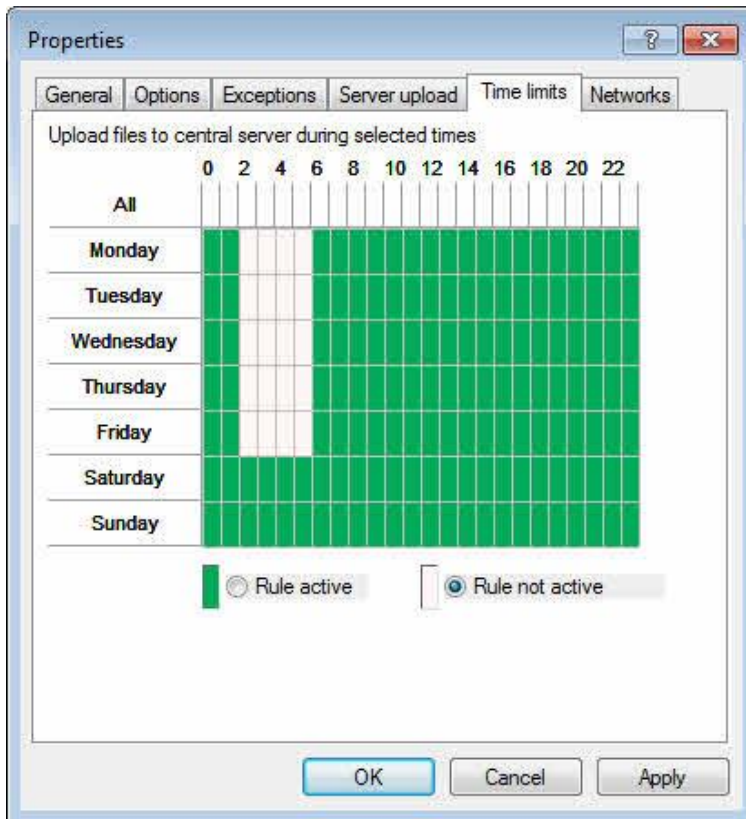 Properties
?
General Options Exceptions Server upload Time limits Networks
Upload files to central server during selected times
0 2 4 6 8 10 12 14 16 18 20 22
All
Monday
Tuesday
Wednesday
Thursday
Friday
Saturday
Sunday
Rule active Rule not active
OK Cancel Apply